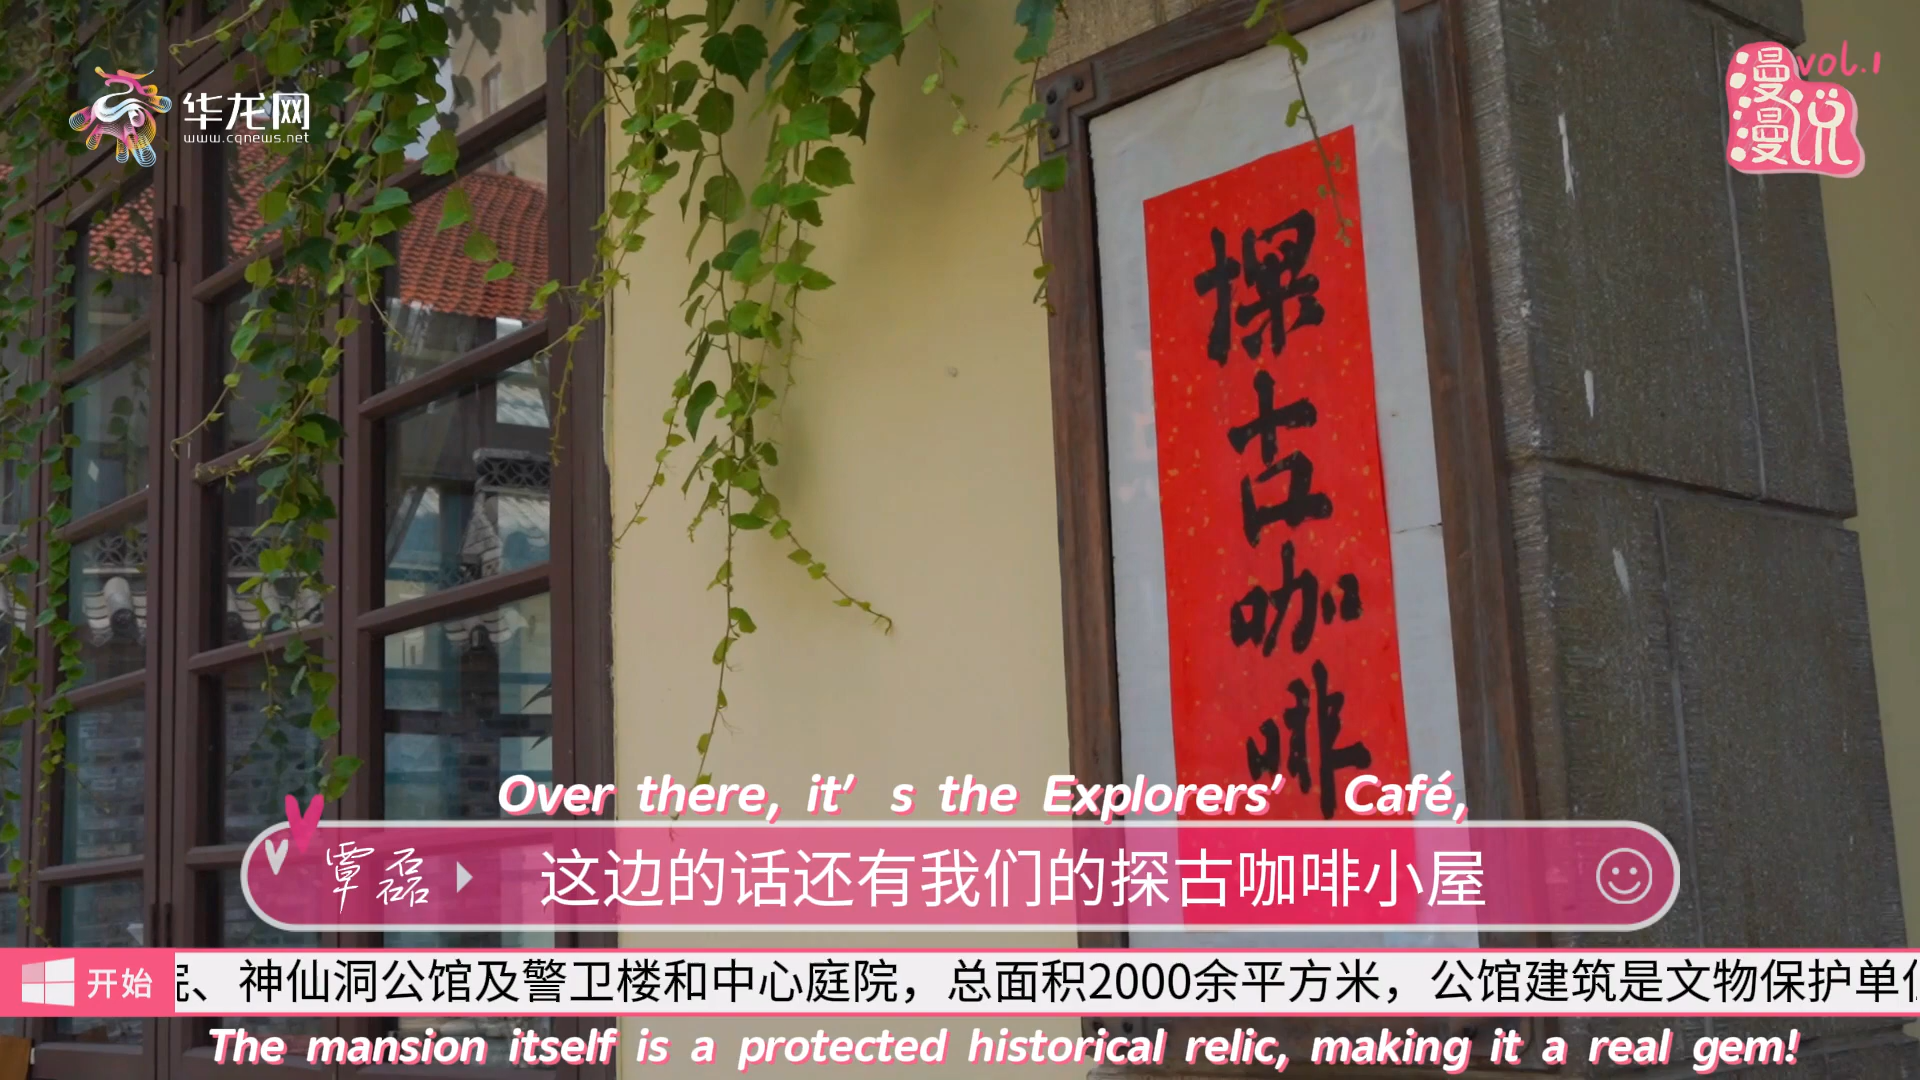 华龙网
www.cqnews.net
漫漫说
vol.1
探古咖啡
Over there, it's the Explorers' Café,
覃磊
这边的话还有我们的探古咖啡小屋
开始
、神仙洞公馆及警卫楼和中心庭院，总面积2000余平方米，公馆建筑是文物保护单
The mansion itself is a protected historical relic, making it a real gem!